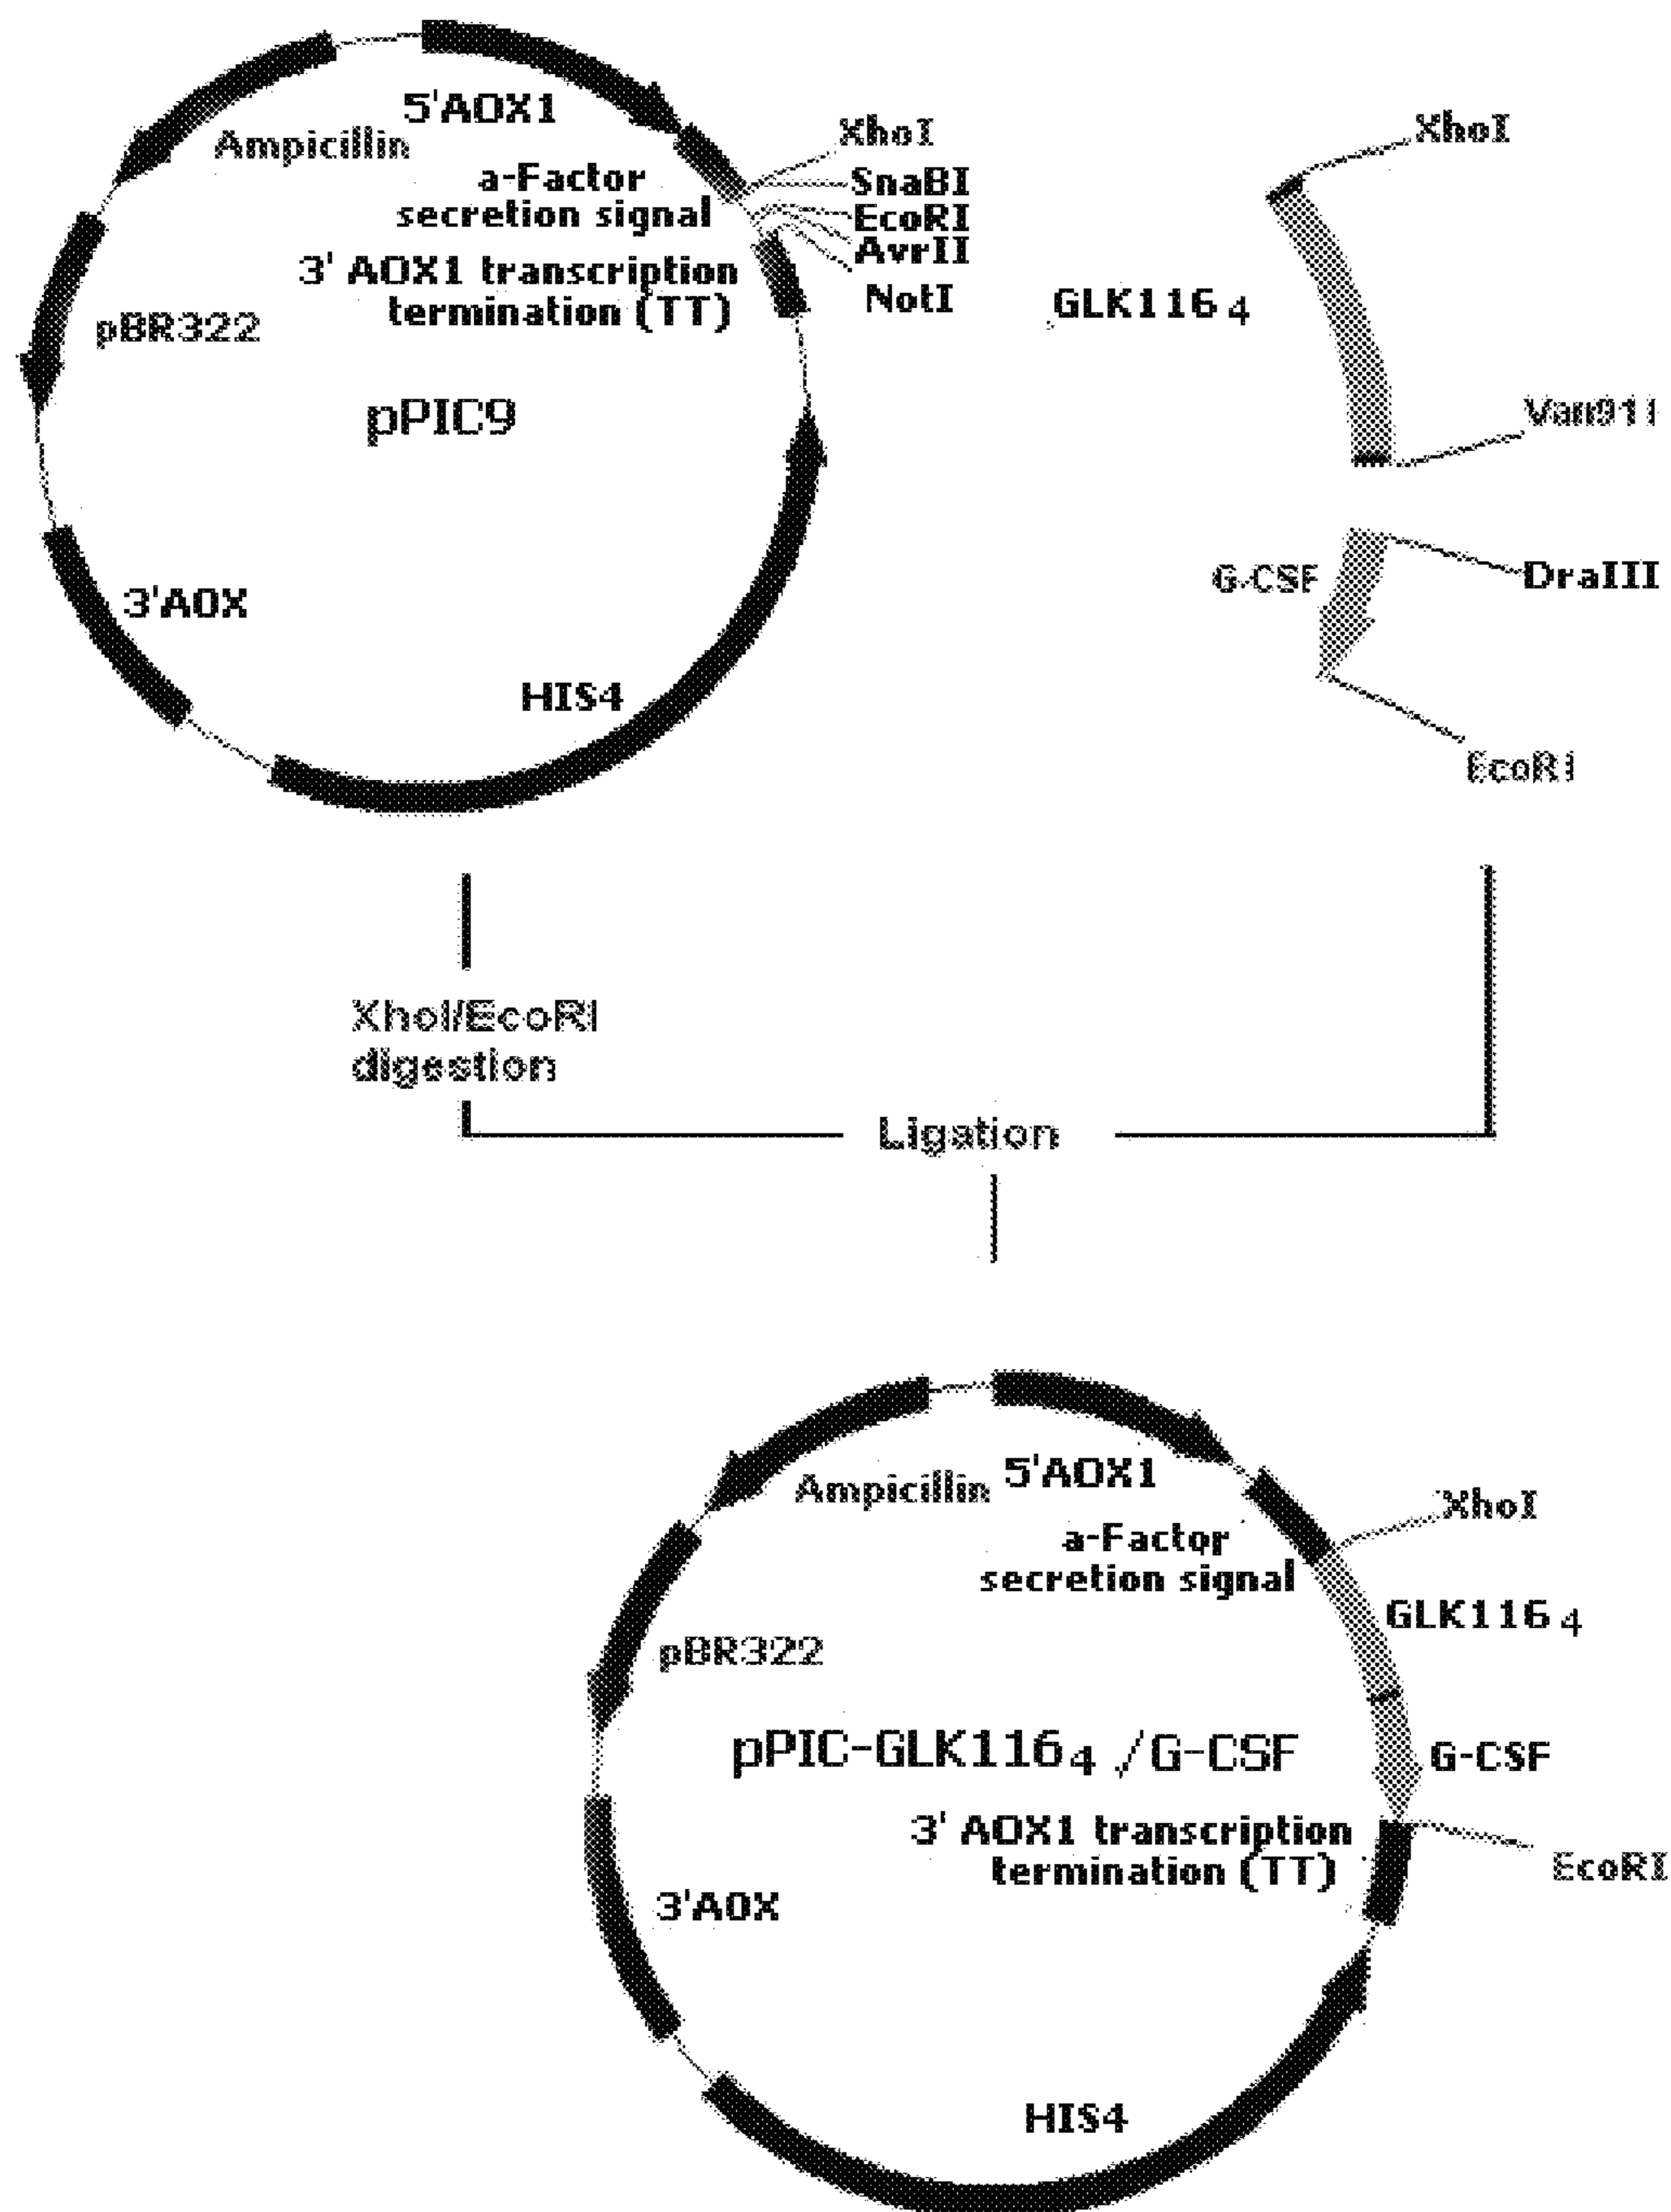 5'AOX1
Ampicillin
a-Factor
secretion signal
3' AOX1 transcription
termination (TT)
pBR322
pPIC9
3'AOX
HIS4
XhoI
SnaBI
EcoRI
AvrII
NotI
XhoI
GLK116 4
Van91I
G-CSF
DraIII
EcoRI
XhoI/EcoRI
digestion
Ligation
Ampicillin
5'AOX1
a-Factor
secretion signal
XhoI
GLK116 4
pBR322
pPIC-GLK116 4 /G-CSF
G-CSF
3' AOX1 transcription
termination (TT)
EcoRI
3'AOX
HIS4